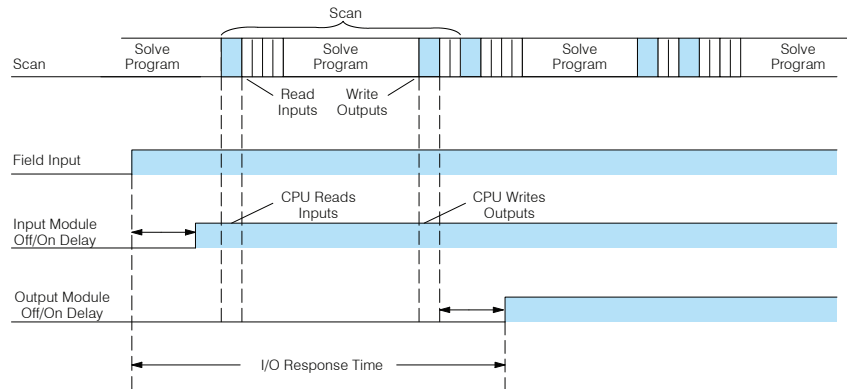 Scan
Scan
Solve
Program
Solve
Program
Solve
Program
Solve
Program
Read
Inputs
Write
Outputs
Field Input
CPU Reads
Inputs
CPU Writes
Outputs
Input Module
Off/On Delay
Output Module
Off/On Delay
I/O Response Time